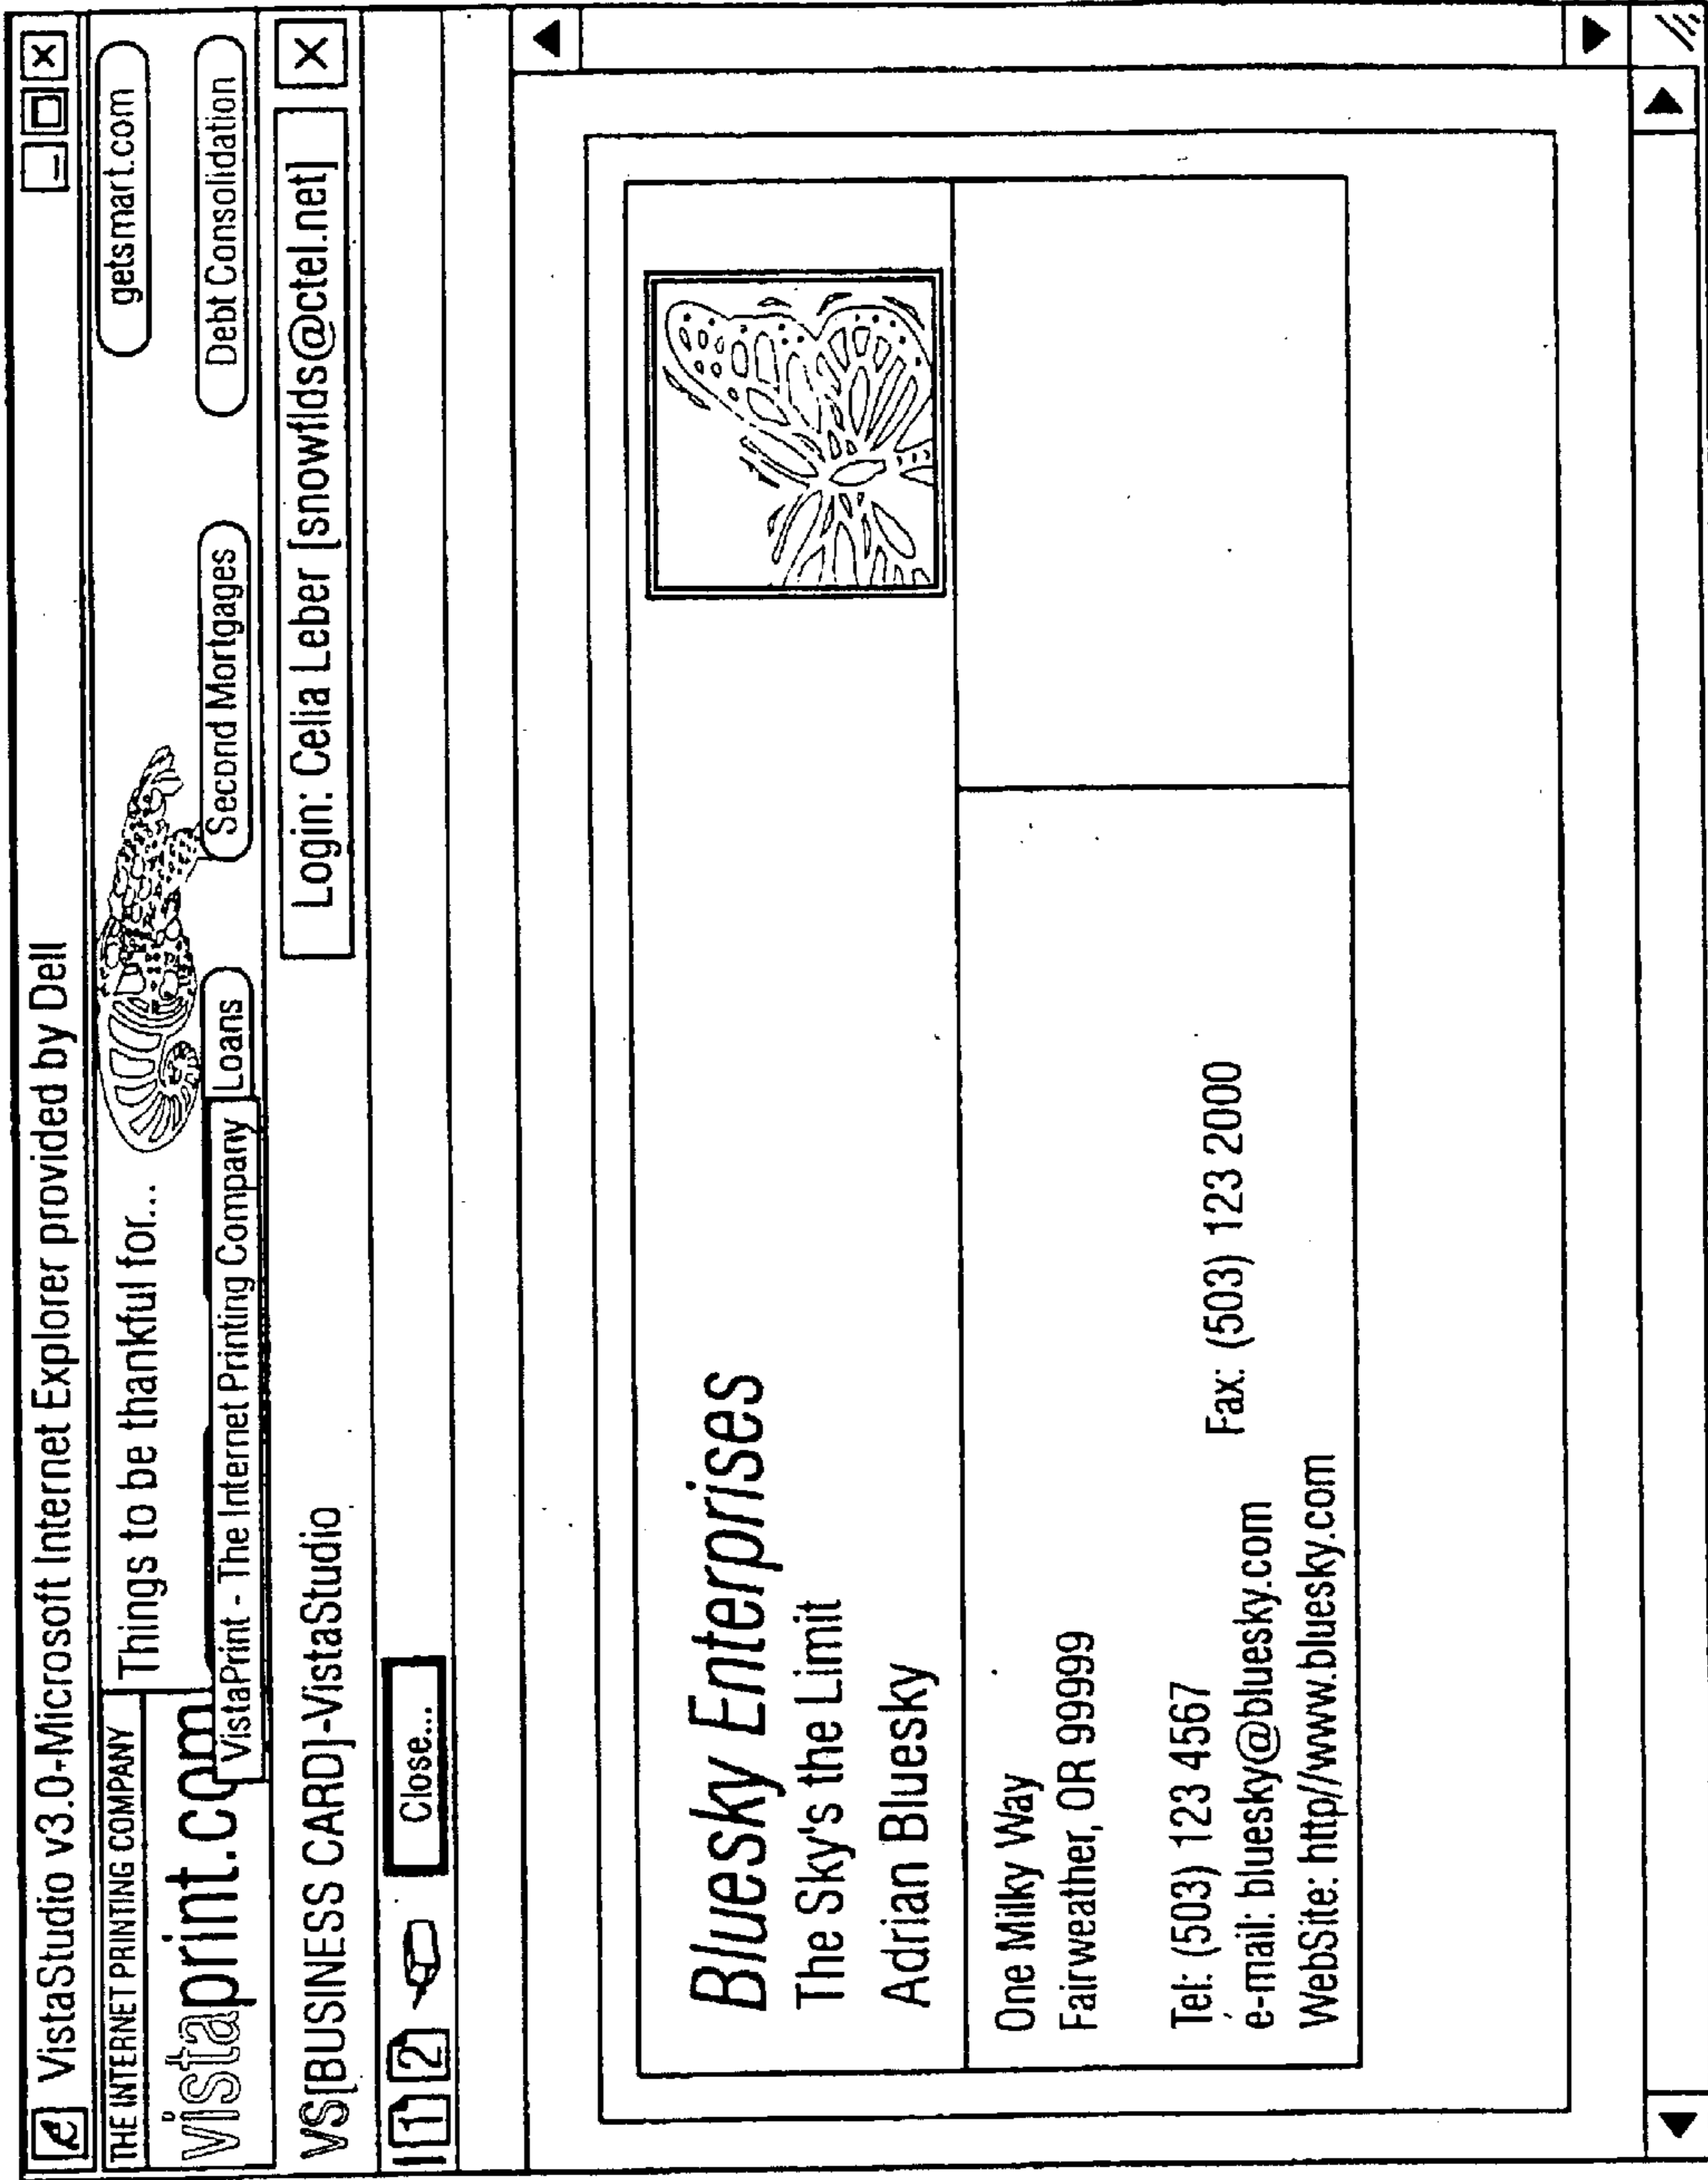 VistaStudio v3.0-Microsoft Internet Explorer provided by Dell
THE INTERNET PRINTING COMPANY
vistaprint.com
Things to be thankful for...
getsmart.com
VistaPrint - The Internet Printing Company
Loans
Second Mortgages
Debt Consolidation
VS[BUSINESS CARD]-VistaStudio
Login: Celia Leber [snowflds@ctel.net]
1 2
Close...
Bluesky Enterprises
The Sky's the Limit
Adrian Bluesky
One Milky Way
Fairweather, OR 99999
Tel: (503) 123 4567
Fax: (503) 123 2000
e-mail: bluesky@bluesky.com
WebSite: http//www.bluesky.com